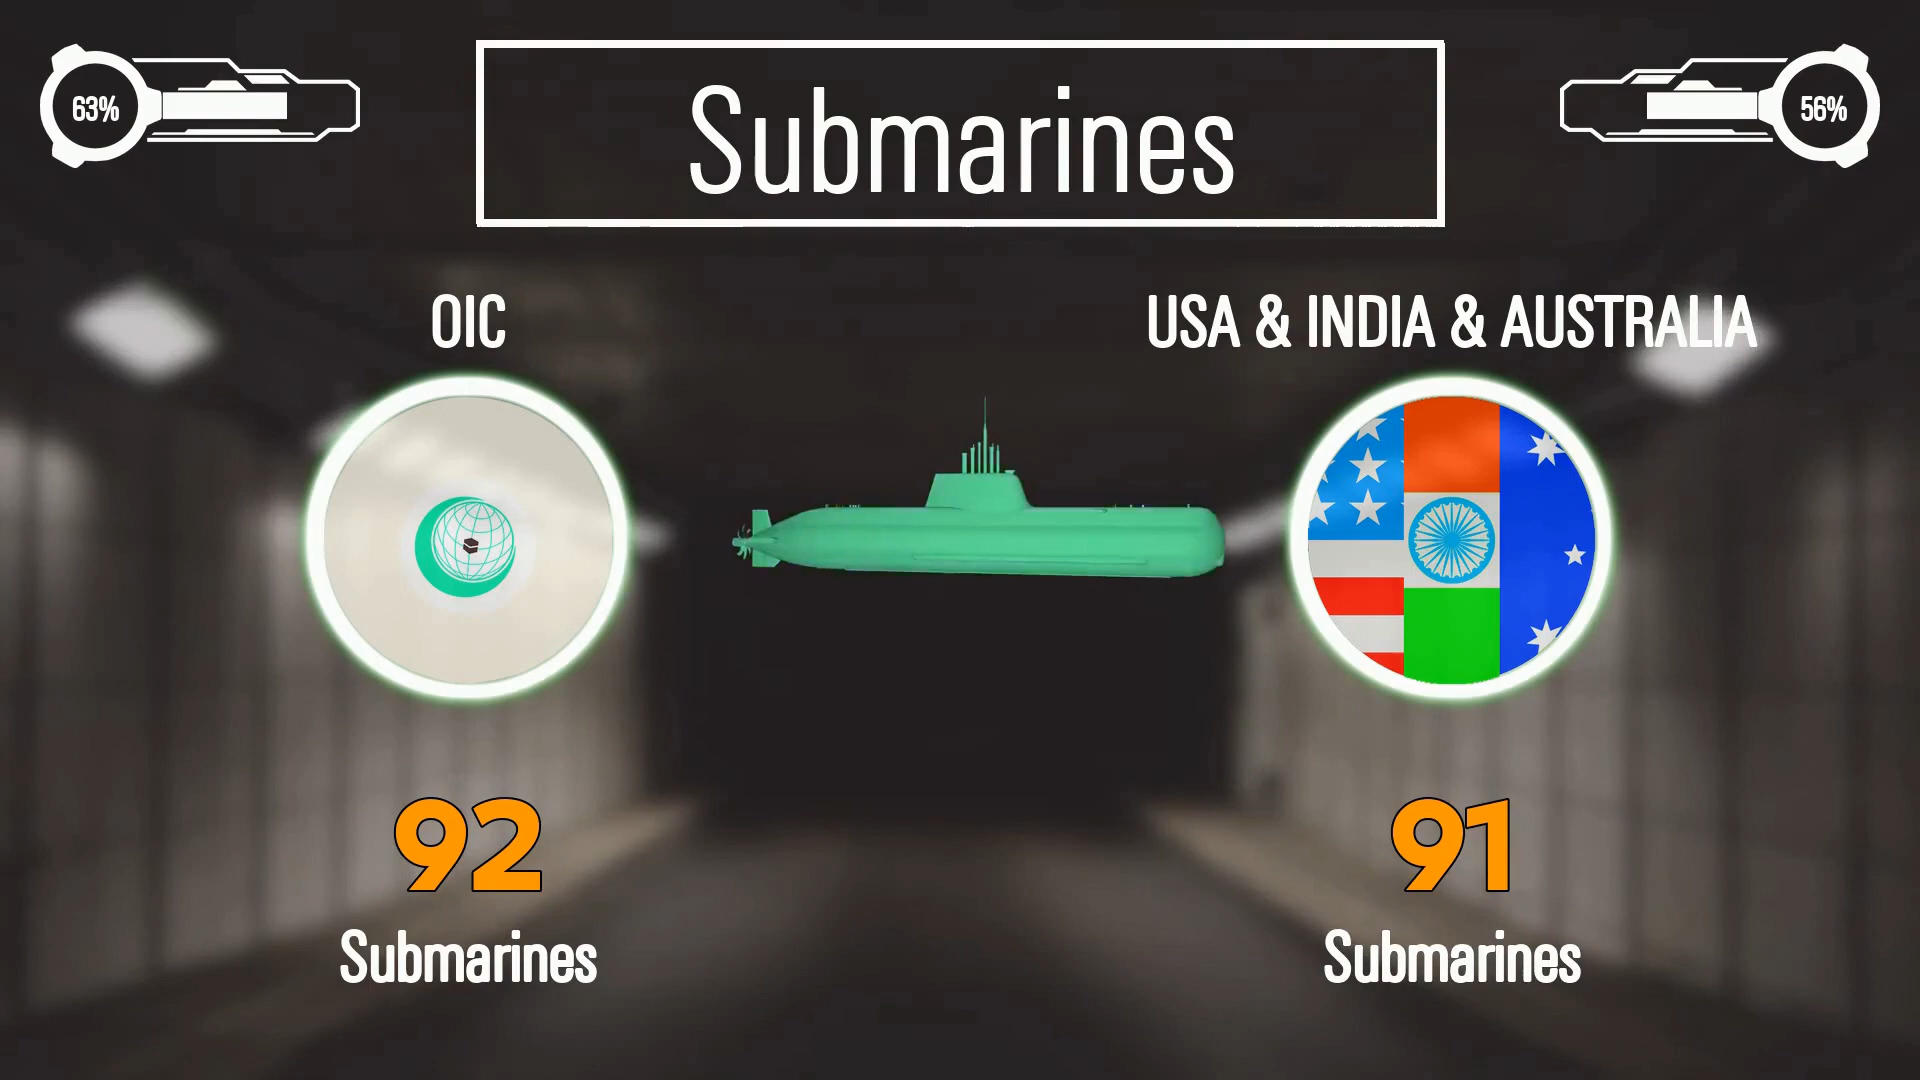 63%
Submarines
56%
OIC
USA & INDIA & AUSTRALIA
92
91
Submarines
Submarines